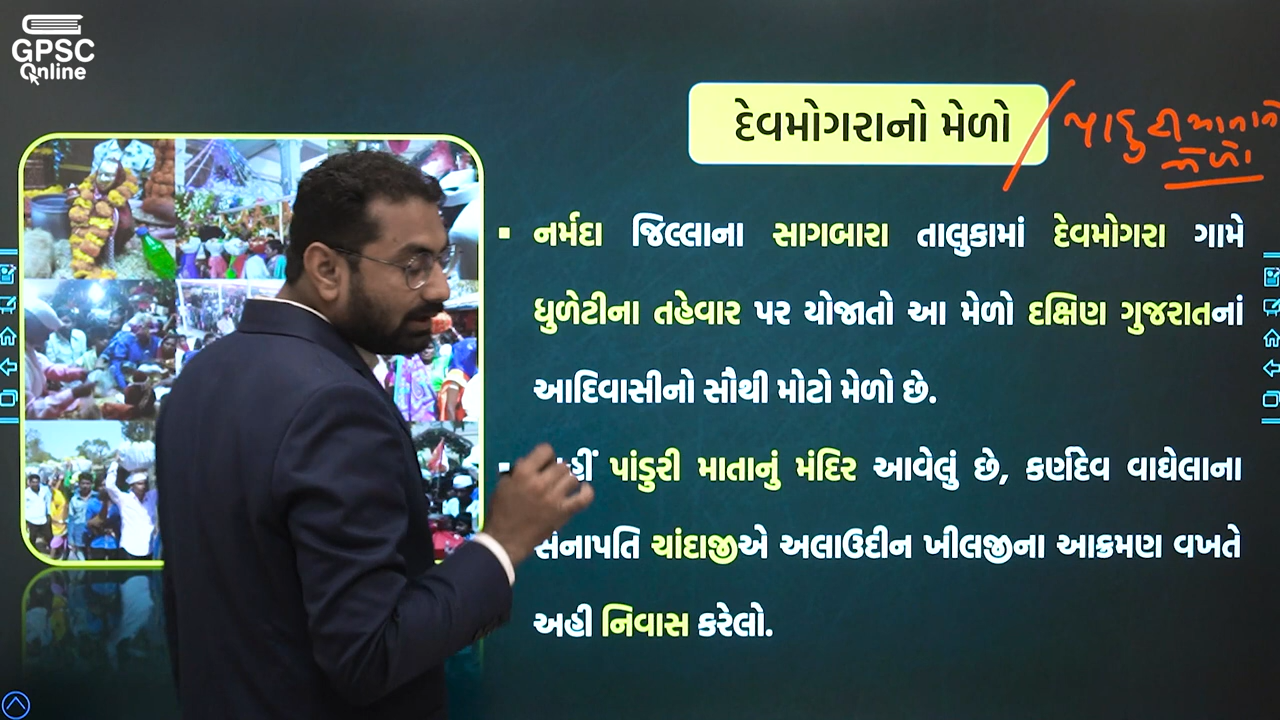 GPSC
Online
દેવમોગરાનો મેળો
પાંડુરી માતાનો
મેળો
▪ નર્મદા જિલ્લાના સાગબારા તાલુકામાં દેવમોગરા ગામે
ધુળેટીના તહેવાર પર યોજાતો આ મેળો દક્ષિણ ગુજરાતનાં
આદિવાસીનો સૌથી મોટો મેળો છે.
પાંડુરી માતાનું મંદિર આવેલું છે, કર્ણદેવ વાઘેલાના
સેનાપતિ ચાંદાજીએ અલાઉદીન ખીલજીના આક્રમણ વખતે
અહી નિવાસ કરેલો.